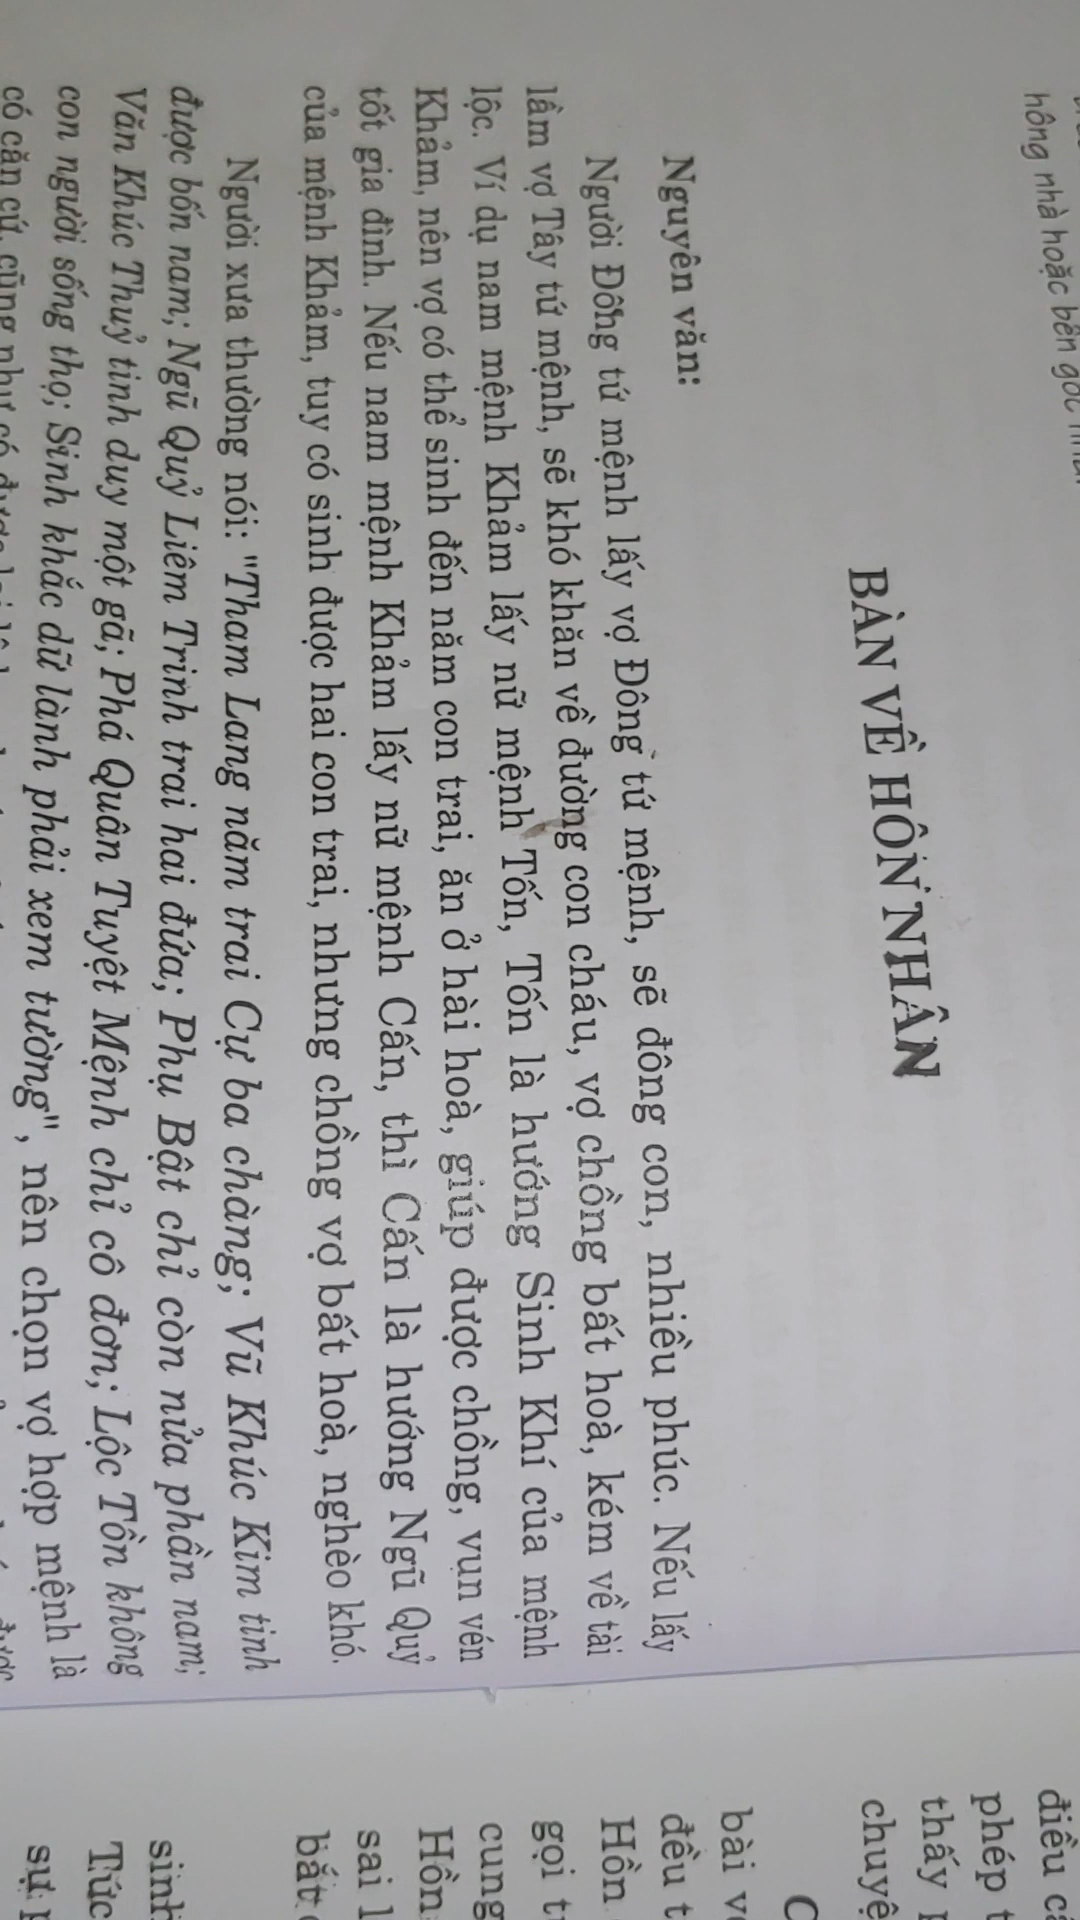 hông nhà hoặc bên góc
BÀN VỀ HÔN NHÂN
Nguyên văn:
Người Đông tứ mệnh lấy vợ Đông tứ mệnh, sẽ đông con, nhiều phúc. Nếu lấy
lầm vợ Tây tứ mệnh, sẽ khó khăn về đường con cháu, vợ chồng bất hoà, kém về tài
lộc. Ví dụ nam mệnh Khảm lấy nữ mệnh Tốn, Tốn là hướng Sinh Khí của mệnh
Khảm, nên vợ có thể sinh đến năm con trai, ăn ở hài hoà, giúp được chồng, vun vén
tốt gia đình. Nếu nam mệnh Khảm lấy nữ mệnh Cấn, thì Cấn là hướng Ngũ Quỷ
của mệnh Khảm, tuy có sinh được hai con trai, nhưng chồng vợ bất hoà, nghèo khó.
Người xưa thường nói: "Tham Lang năm trai Cự ba chàng; Vũ Khúc Kim tinh
được bốn nam; Ngũ Quỷ Liêm Trinh trai hai đứa; Phụ Bật chỉ còn nửa phần nam;
Văn Khúc Thuỷ tinh duy một gã; Phá Quân Tuyệt Mệnh chỉ cô đơn; Lộc Tồn không
con người sống thọ; Sinh khắc dữ lành phải xem tường", nên chọn vợ hợp mệnh là
có căn cứ, cũng như có được
điều
phép
thấy
chuyệ
C
bài v
đều t
Hôn
gọi t
cung
Hôn
sai l
bất
sinh
Tức
sự